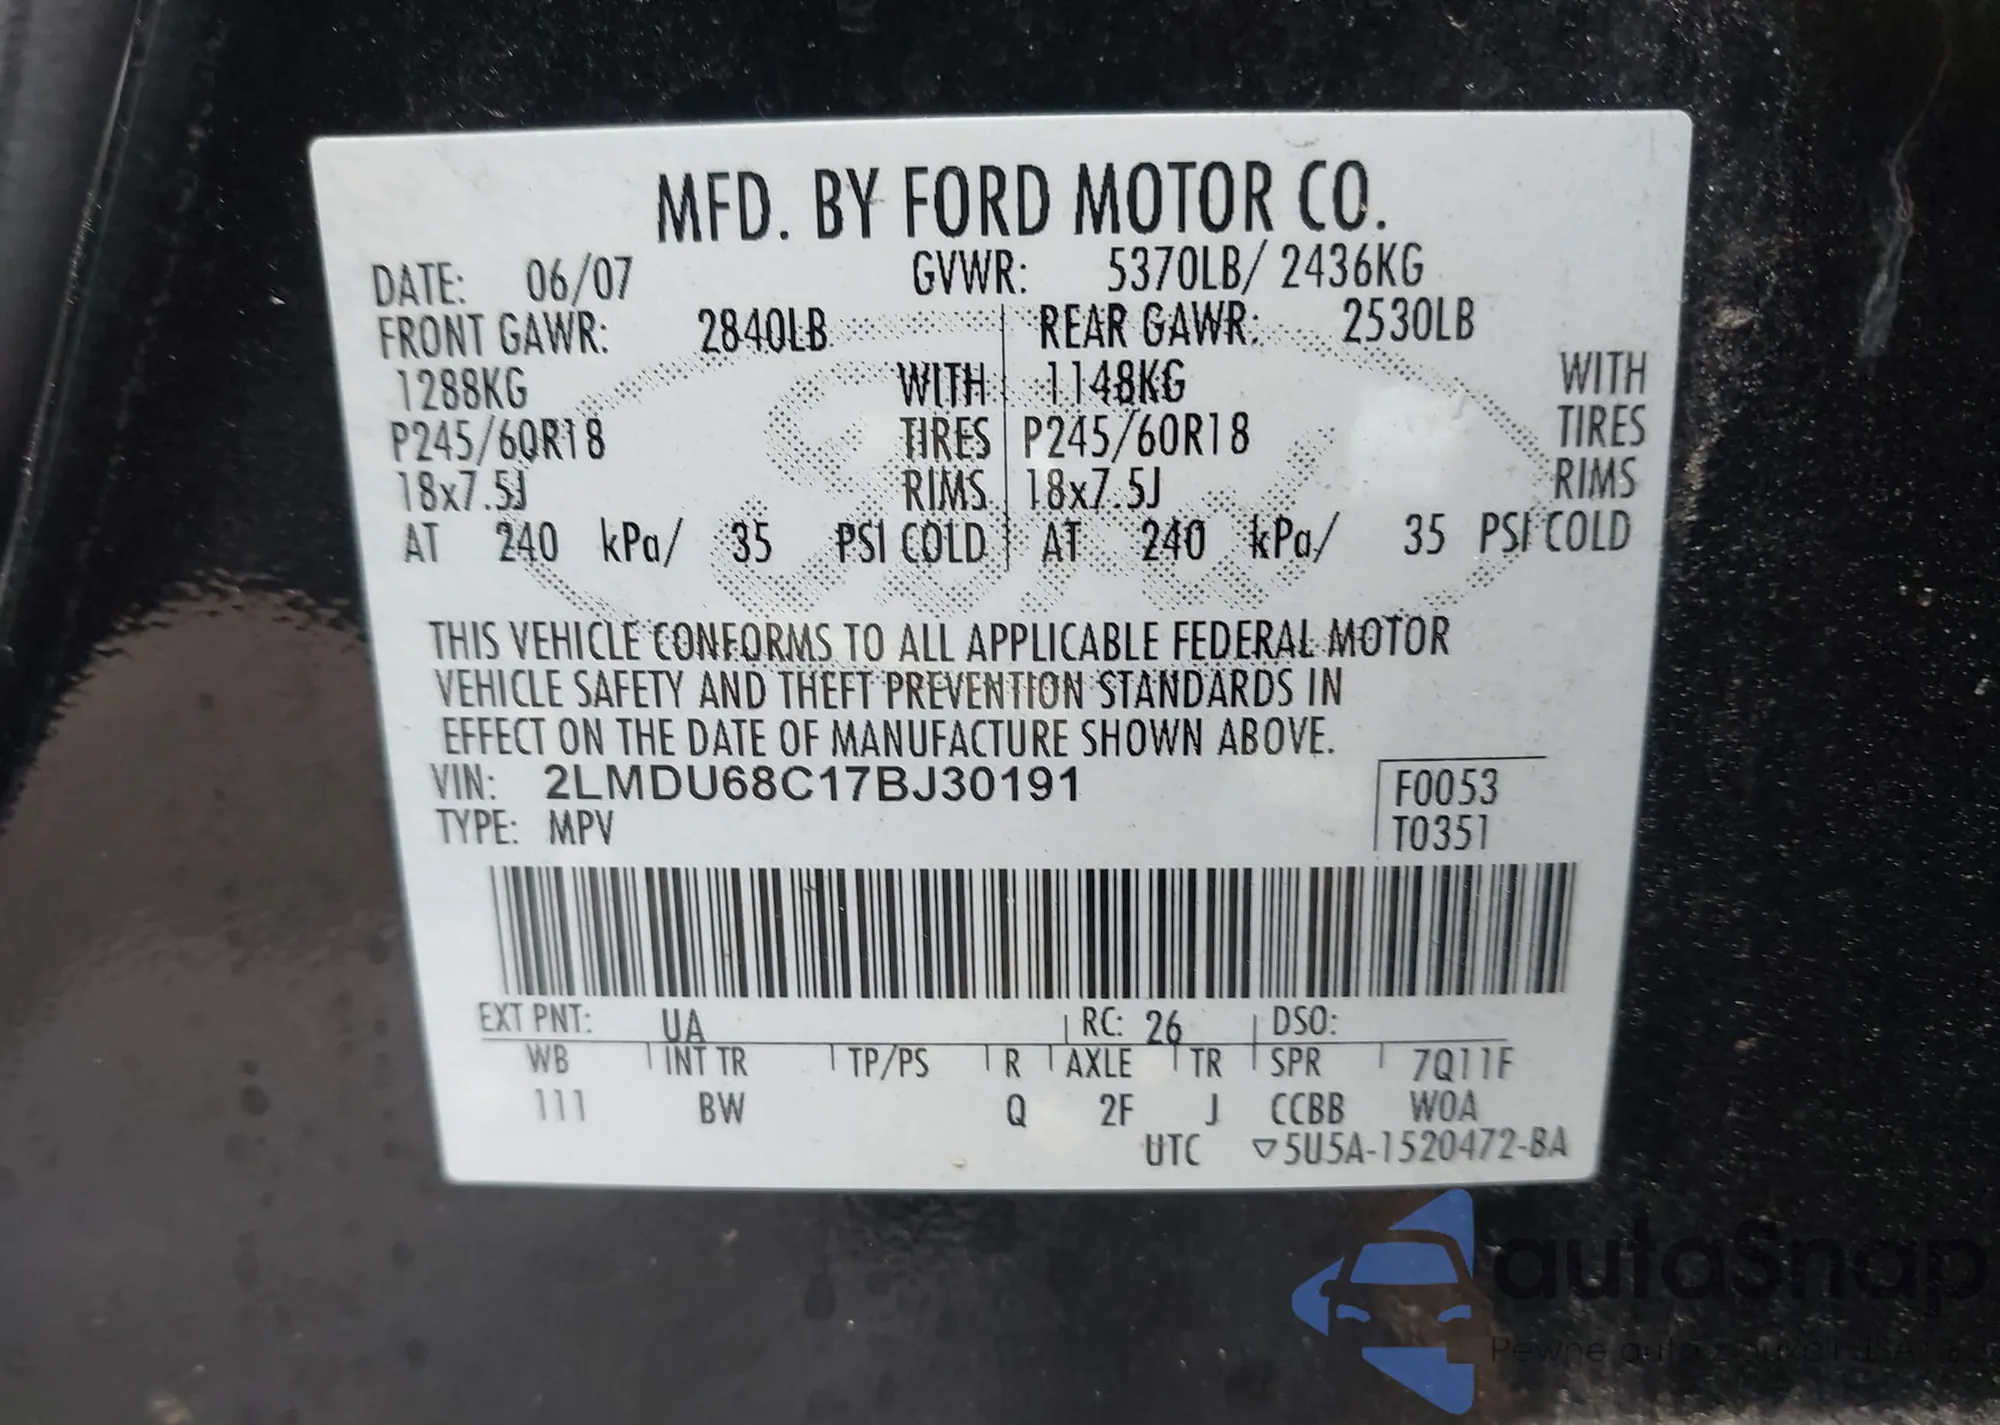 MFD. BY FORD MOTOR CO.
DATE: 06/07 GVWR: 5370LB/ 2436KG
FRONT GAWR: 2840LB REAR GAWR: 2530LB
1288KG WITH 1148KG WITH
P245/60R18 TIRES P245/60R18 TIRES
18x7.5J RIMS 18x7.5J RIMS
AT 240 kPa/ 35 PSI COLD AT 240 kPa/ 35 PSI COLD
THIS VEHICLE CONFORMS TO ALL APPLICABLE FEDERAL MOTOR
VEHICLE SAFETY AND THEFT PREVENTION STANDARDS IN
EFFECT ON THE DATE OF MANUFACTURE SHOWN ABOVE.
VIN: 2LMDU68C17BJ30191 F0053
TYPE: MPV T0351
EXT PNT: UA RC: 26 DSO:
WB INT TR TP/PS R AXLE TR SPR 7Q11F
111 BW Q 2F J CCBB WOA
UTC ▽5U5A-1520472-BA
autoSnap
Pewne auta z